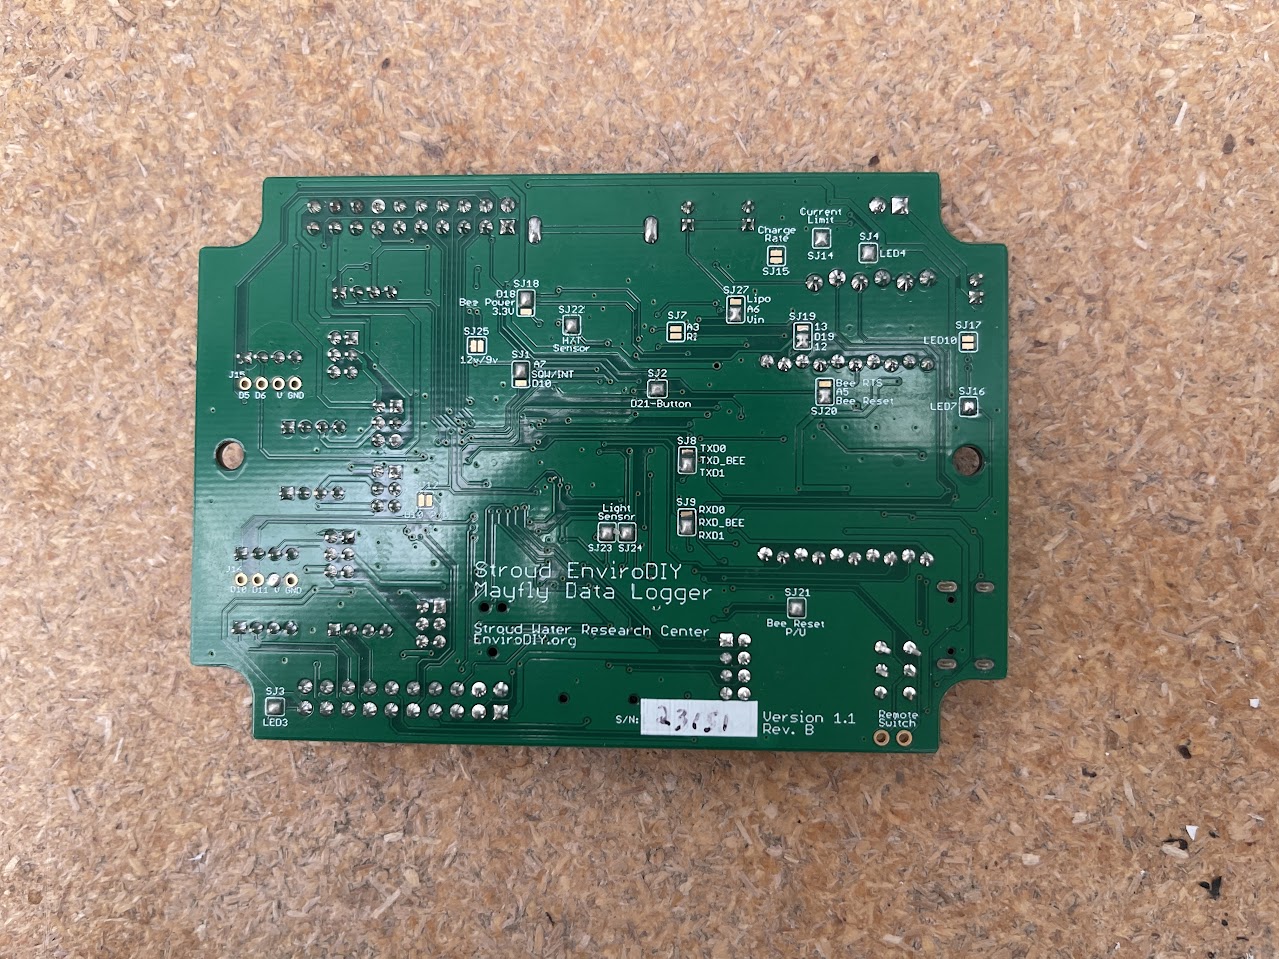 Current
Limit
SJ14
Charge
Rate
SJ15
SJ4
LED4
SJ18
D18
Bee Power
3.3V
SJ22
H/T
Sensor
SJ27
Lipo
A6
Vin
SJ7
A3
RI
SJ19
13
D19
12
SJ17
LED10
SJ25
12v/9v
SJ1
A7
SQW/INT
D10
SJ2
D21-Button
Bee RTS
A5
Bee Reset
SJ20
SJ16
LED7
J15
D5 D6 V GND
SJ8
TXD0
TXD_BEE
TXD1
SJ9
RXD0
RXD_BEE
RXD1
Light
Sensor
SJ23 SJ24
D10 D11 V GND
Stroud EnviroDIY
Mayfly Data Logger
Stroud Water Research Center
EnviroDIY.org
SJ21
Bee Reset
P/U
SJ3
LED3
S/N: 23151
Version 1.1
Rev. B
Remote
Switch